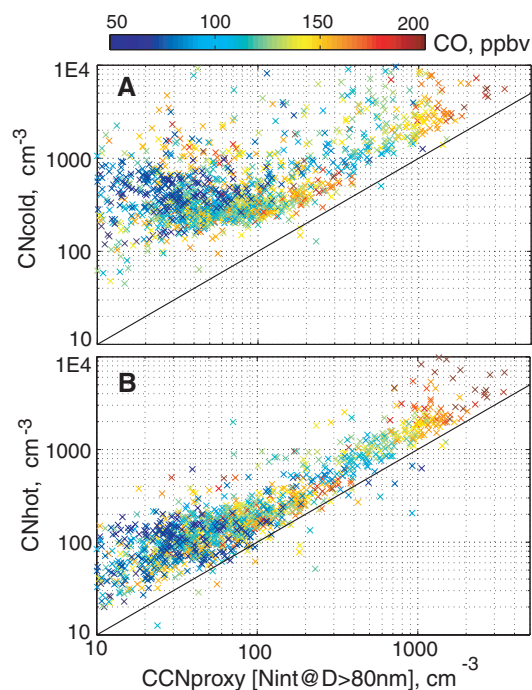 50 100 150 200
CO, ppbv
1E4
A
1000
100
10
CNcold, cm-3
1E4
B
1000
100
10
CNhot, cm-3
10 100 1000
CCNproxy [Nint@D>80nm], cm-3